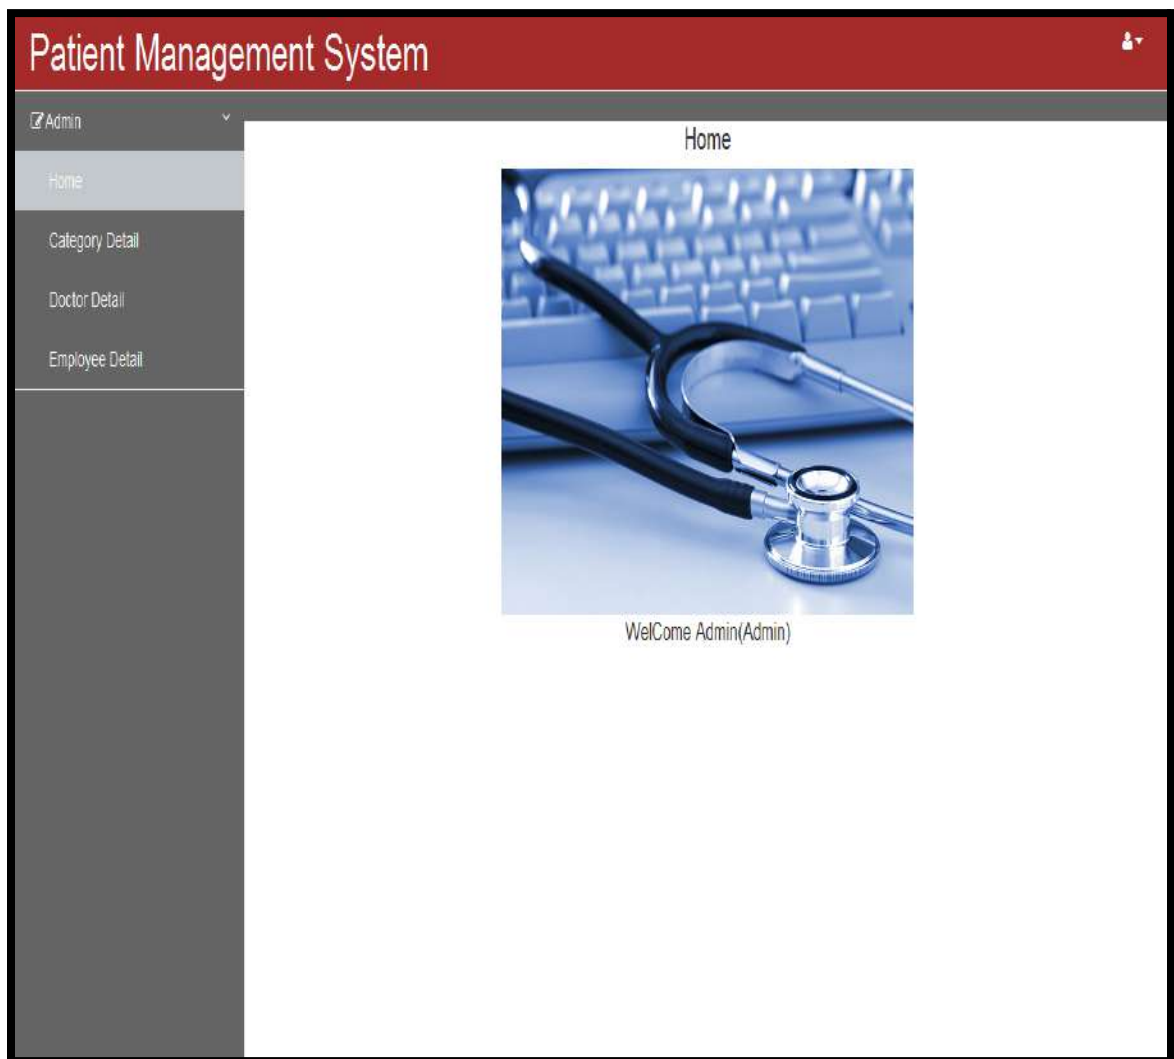 Patient Management System
Admin
Home
Category Detail
Doctor Detail
Employee Detail
Home
WelCome Admin(Admin)